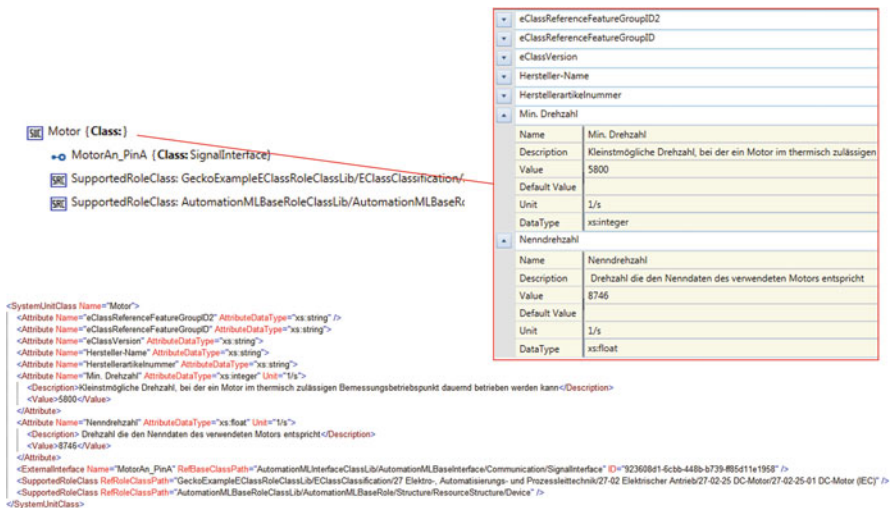 eClassReferenceFeatureGroupID2
eClassReferenceFeatureGroupID
eClassVersion
Hersteller-Name
Herstellerartikelnummer
Min. Drehzahl
Name Min. Drehzahl
Description Kleinstmögliche Drehzahl, bei der ein Motor im thermisch zulässigen
Value 5800
Default Value
Unit 1/s
DataType xs:integer
Nenndrehzahl
Name Nenndrehzahl
Description Drehzahl die den Nenndaten des verwendeten Motors entspricht
Value 8746
Default Value
Unit 1/s
DataType xs:float
SUC Motor {Class:}
MotorAn_PinA {Class: SignalInterface}
SRC SupportedRoleClass: GeckoExampleEClassRoleClassLib/EClassClassification/
SRC SupportedRoleClass: AutomationMLBaseRoleClassLib/AutomationMLBaseRo
<SystemUnitClass Name="Motor">
<Attribute Name="eClassReferenceFeatureGroupID2" AttributeDataType="xs:string" />
<Attribute Name="eClassReferenceFeatureGroupID" AttributeDataType="xs:string">
<Attribute Name="eClassVersion" AttributeDataType="xs:string">
<Attribute Name="Hersteller-Name" AttributeDataType="xs:string">
<Attribute Name="Herstellerartikelnummer" AttributeDataType="xs:string">
<Attribute Name="Min. Drehzahl" AttributeDataType="xs:integer" Unit="1/s">
<Description>Kleinstmögliche Drehzahl, bei der ein Motor im thermisch zulässigen Bemessungsbetriebspunkt dauernd betrieben werden kann</Description>
<Value>5800</Value>
</Attribute>
<Attribute Name="Nenndrehzahl" AttributeDataType="xs:float" Unit="1/s">
<Description> Drehzahl die den Nenndaten des verwendeten Motors entspricht</Description>
<Value>8746</Value>
</Attribute>
<ExternalInterface Name="MotorAn_PinA" RefBaseClassPath="AutomationMLInterfaceClassLib/AutomationMLBaseInterface/Communication/SignalInterface" ID="923608d1-6cbb-448b-b739-ff85d11e1958" />
<SupportedRoleClass RefRoleClassPath="GeckoExampleEClassRoleClassLib/EClassClassification/27 Elektro-, Automatisierungs- und Prozessleittechnik/27-02 Elektrischer Antrieb/27-02-25 DC-Motor/27-02-25-01 DC-Motor (IEC)" />
<SupportedRoleClass RefRoleClassPath="AutomationMLBaseRoleClassLib/AutomationMLBaseRole/Structure/ResourceStructure/Device" />
</SystemUnitClass>